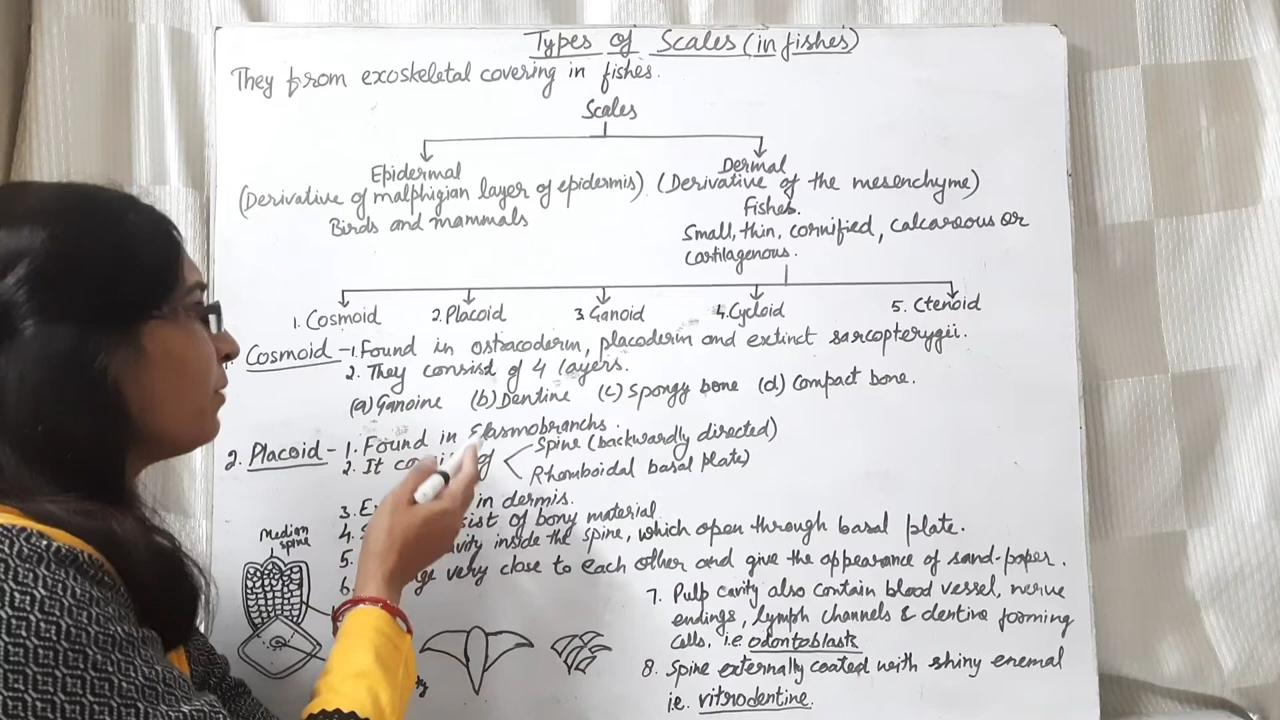 Types of Scales (in fishes)
They from exoskeletal covering in fishes.
Scales
Epidermal
(Derivative of malphigian layer of epidermis)
Birds and mammals
Dermal
(Derivative of the mesenchyme)
Fishes.
Small, thin, cornified, calcareous or
cartilagenous.
1. Cosmoid 2. Placoid 3. Ganoid 4. Cycloid 5. Ctenoid
Cosmoid - 1. Found in ostracoderm, placoderm and extinct sarcopterygii.
2. They consist of 4 layers.
(a) Ganoine (b) Dentine (c) Spongy bone (d) Compact bone.
2. Placoid - 1. Found in Elasmobranchs.
2. It
Spine (backwardly directed)
Rhomboidal basal plate)
3. in dermis.
4. of bony material
5. inside the spine, which open through basal plate.
6. very close to each other and give the appearance of sand-paper.
Median
spine
7. Pulp cavity also contain blood vessel, nerve
endings, lymph channels & dentine forming
cells, i.e odontoblasts
8. Spine externally coated with shiny enemal
i.e. vitrodentine.